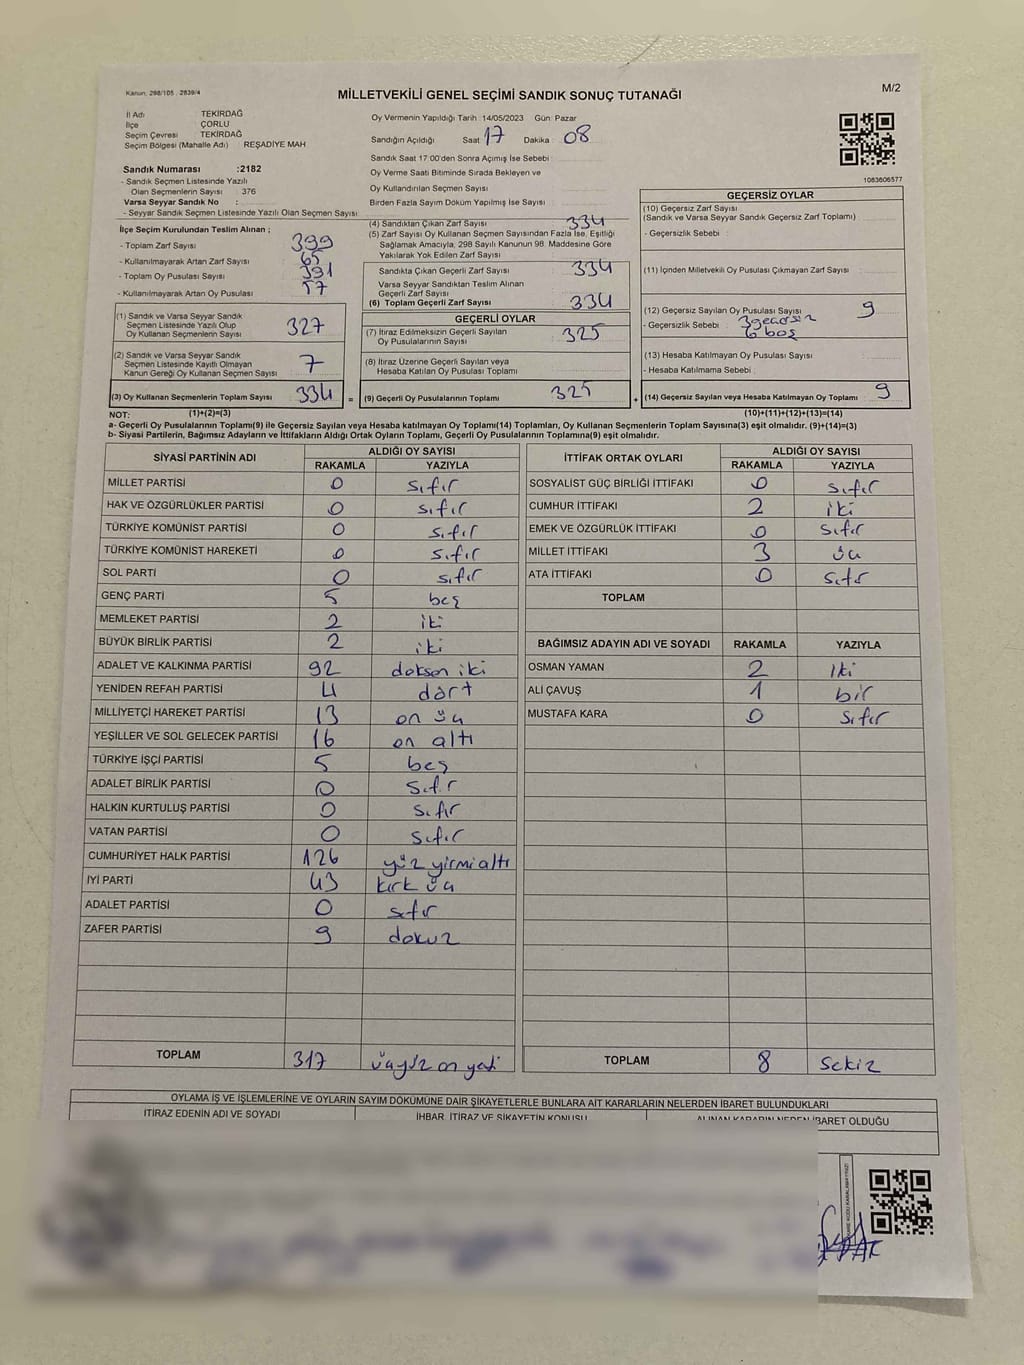 Kanun, 298/105 , 2839/4
MİLLETVEKİLİ GENEL SEÇİMİ SANDIK SONUÇ TUTANAĞI
M/2
İl Adı TEKİRDAĞ
İlçe ÇORLU
Seçim Çevresi TEKİRDAĞ
Seçim Bölgesi (Mahalle Adı) REŞADİYE MAH
Sandık Numarası :2182
- Sandık Seçmen Listesinde Yazılı
Olan Seçmenlerin Sayısı 376
Varsa Seyyar Sandık No :
- Seyyar Sandık Seçmen Listesinde Yazılı Olan Seçmen Sayısı:
Oy Vermenin Yapıldığı Tarih : 14/05/2023 Gün: Pazar
Sandığın Açıldığı Saat 17 Dakika 08
Sandık Saat 17:00'den Sonra Açımış İse Sebebi
Oy Verme Saati Bitiminde Sırada Bekleyen ve
Oy Kullandırılan Seçmen Sayısı
Birden Fazla Sayım Döküm Yapılmış İse Sayısı
1083606577
İlçe Seçim Kurulundan Teslim Alınan ;
- Toplam Zarf Sayısı 399
- Kullanılmayarak Artan Zarf Sayısı 65
- Toplam Oy Pusulası Sayısı 391
- Kullanılmayarak Artan Oy Pusulası 57
(1) Sandık ve Varsa Seyyar Sandık
Seçmen Listesinde Yazılı Olup
Oy Kullanan Seçmenlerin Sayısı 327
(2) Sandık ve Varsa Seyyar Sandık
Seçmen Listesinde Kayıtlı Olmayan
Kanun Gereği Oy Kullanan Seçmen Sayısı 7
(3) Oy Kullanan Seçmenlerin Toplam Sayısı 334 =
(4) Sandıktan Çıkan Zarf Sayısı 334
(5) Zarf Sayısı Oy Kullanan Seçmen Sayısından Fazla İse, Eşitliği
Sağlamak Amacıyla, 298 Sayılı Kanunun 98. Maddesine Göre
Yakılarak Yok Edilen Zarf Sayısı
Sandıkta Çıkan Geçerli Zarf Sayısı 334
Varsa Seyyar Sandıktan Teslim Alınan
Geçerli Zarf Sayısı
(6) Toplam Geçerli Zarf Sayısı 334
GEÇERLİ OYLAR
(7) İtiraz Edilmeksizin Geçerli Sayılan
Oy Pusulalarının Sayısı 325
(8) İtiraz Üzerine Geçerli Sayılan veya
Hesaba Katılan Oy Pusulası Toplamı
(9) Geçerli Oy Pusulalarının Toplamı 325 +
GEÇERSİZ OYLAR
(10) Geçersiz Zarf Sayısı
(Sandık ve Varsa Seyyar Sandık Geçersiz Zarf Toplamı)
- Geçersizlik Sebebi :
(11) İçinden Milletvekili Oy Pusulası Çıkmayan Zarf Sayısı
(12) Geçersiz Sayılan Oy Pusulası Sayısı 9
- Geçersizlik Sebebi : 3 geçersiz
6 boş
(13) Hesaba Katılmayan Oy Pusulası Sayısı
- Hesaba Katılmama Sebebi
(14) Geçersiz Sayılan veya Hesaba Katılmayan Oy Toplamı 9
NOT: (1)+(2)=(3) (10)+(11)+(12)+(13)=(14)
a- Geçerli Oy Pusulalarının Toplamı(9) ile Geçersiz Sayılan veya Hesaba katılmayan Oy Toplamı(14) Toplamları, Oy Kullanan Seçmenlerin Toplam Sayısına(3) eşit olmalıdır. (9)+(14)=(3)
b- Siyasi Partilerin, Bağımsız Adayların ve İttifakların Aldığı Ortak Oyların Toplamı, Geçerli Oy Pusulalarının Toplamına(9) eşit olmalıdır.
SİYASİ PARTİNİN ADI ALDIĞI OY SAYISI
RAKAMLA YAZIYLA
MİLLET PARTİSİ 0 sıfır
HAK VE ÖZGÜRLÜKLER PARTİSİ 0 sıfır
TÜRKİYE KOMÜNİST PARTİSİ 0 sıfır
TÜRKİYE KOMÜNİST HAREKETİ 0 sıfır
SOL PARTİ 0 sıfır
GENÇ PARTİ 5 beş
MEMLEKET PARTİSİ 2 iki
BÜYÜK BİRLİK PARTİSİ 2 iki
ADALET VE KALKINMA PARTİSİ 92 doksan iki
YENİDEN REFAH PARTİSİ 4 dört
MİLLİYETÇİ HAREKET PARTİSİ 13 on üç
YEŞİLLER VE SOL GELECEK PARTİSİ 16 on altı
TÜRKİYE İŞÇİ PARTİSİ 5 beş
ADALET BİRLİK PARTİSİ 0 sıfır
HALKIN KURTULUŞ PARTİSİ 0 sıfır
VATAN PARTİSİ 0 sıfır
CUMHURİYET HALK PARTİSİ 126 yüz yirmi altı
İYİ PARTİ 43 kırk üç
ADALET PARTİSİ 0 sıfır
ZAFER PARTİSİ 9 dokuz
TOPLAM 317 üçyüz on yedi
İTTİFAK ORTAK OYLARI ALDIĞI OY SAYISI
RAKAMLA YAZIYLA
SOSYALİST GÜÇ BİRLİĞİ İTTİFAKI 0 sıfır
CUMHUR İTTİFAKI 2 iki
EMEK VE ÖZGÜRLÜK İTTİFAKI 0 sıfır
MİLLET İTTİFAKI 3 üç
ATA İTTİFAKI 0 sıfır
TOPLAM
BAĞIMSIZ ADAYIN ADI VE SOYADI RAKAMLA YAZIYLA
OSMAN YAMAN 2 iki
ALİ ÇAVUŞ 1 bir
MUSTAFA KARA 0 sıfır
TOPLAM 8 sekiz
OYLAMA İŞ VE İŞLEMLERİNE VE OYLARIN SAYIM DÖKÜMÜNE DAİR ŞİKAYETLERLE BUNLARA AİT KARARLARIN NELERDEN İBARET BULUNDUKLARI
İTİRAZ EDENİN ADI VE SOYADI İHBAR, İTİRAZ VE ŞİKAYETİN KONUSU ALINAN KARARIN NEDEN İBARET OLDUĞU